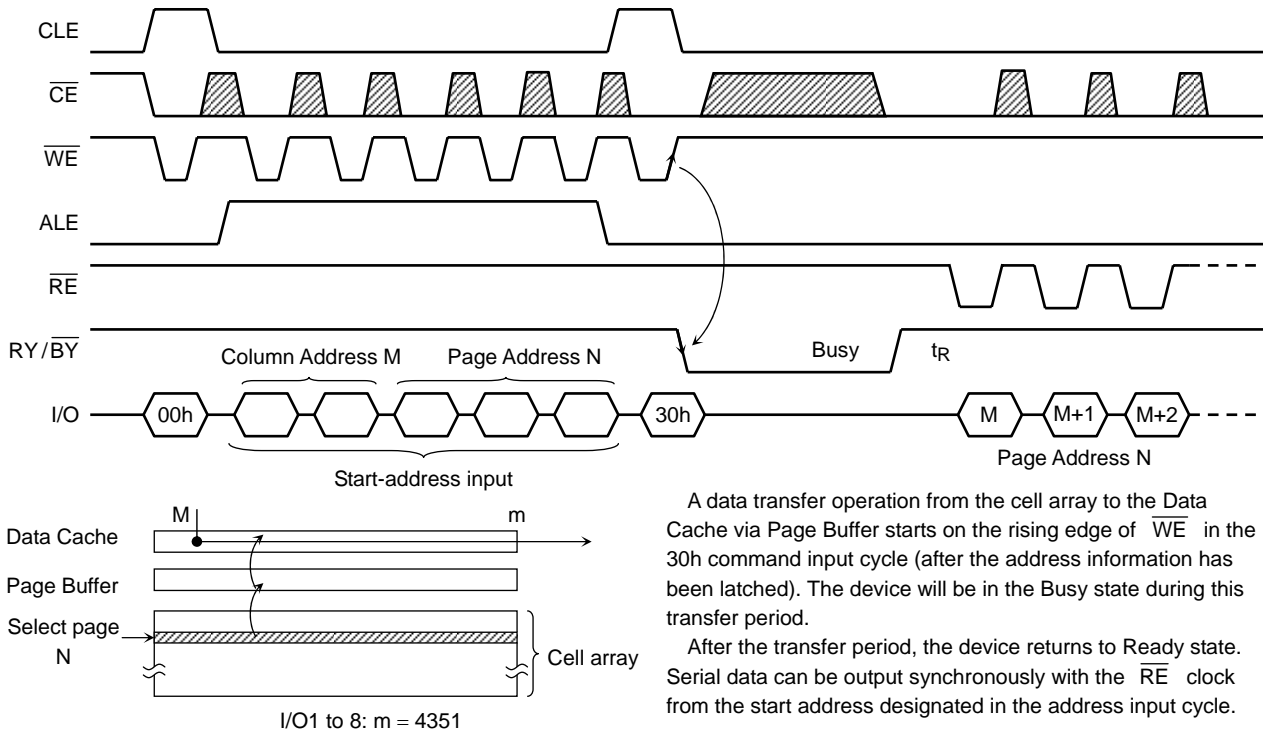 CLE
CE
WE
ALE
RE
RY/BY
Busy
tR
Column Address M
Page Address N
I/O
00h
30h
M
M+1
M+2
Start-address input
Page Address N
M
m
Data Cache
Page Buffer
Select page
N
Cell array
I/O1 to 8: m = 4351
A data transfer operation from the cell array to the Data
Cache via Page Buffer starts on the rising edge of WE in the
30h command input cycle (after the address information has
been latched). The device will be in the Busy state during this
transfer period.
After the transfer period, the device returns to Ready state.
Serial data can be output synchronously with the RE clock
from the start address designated in the address input cycle.